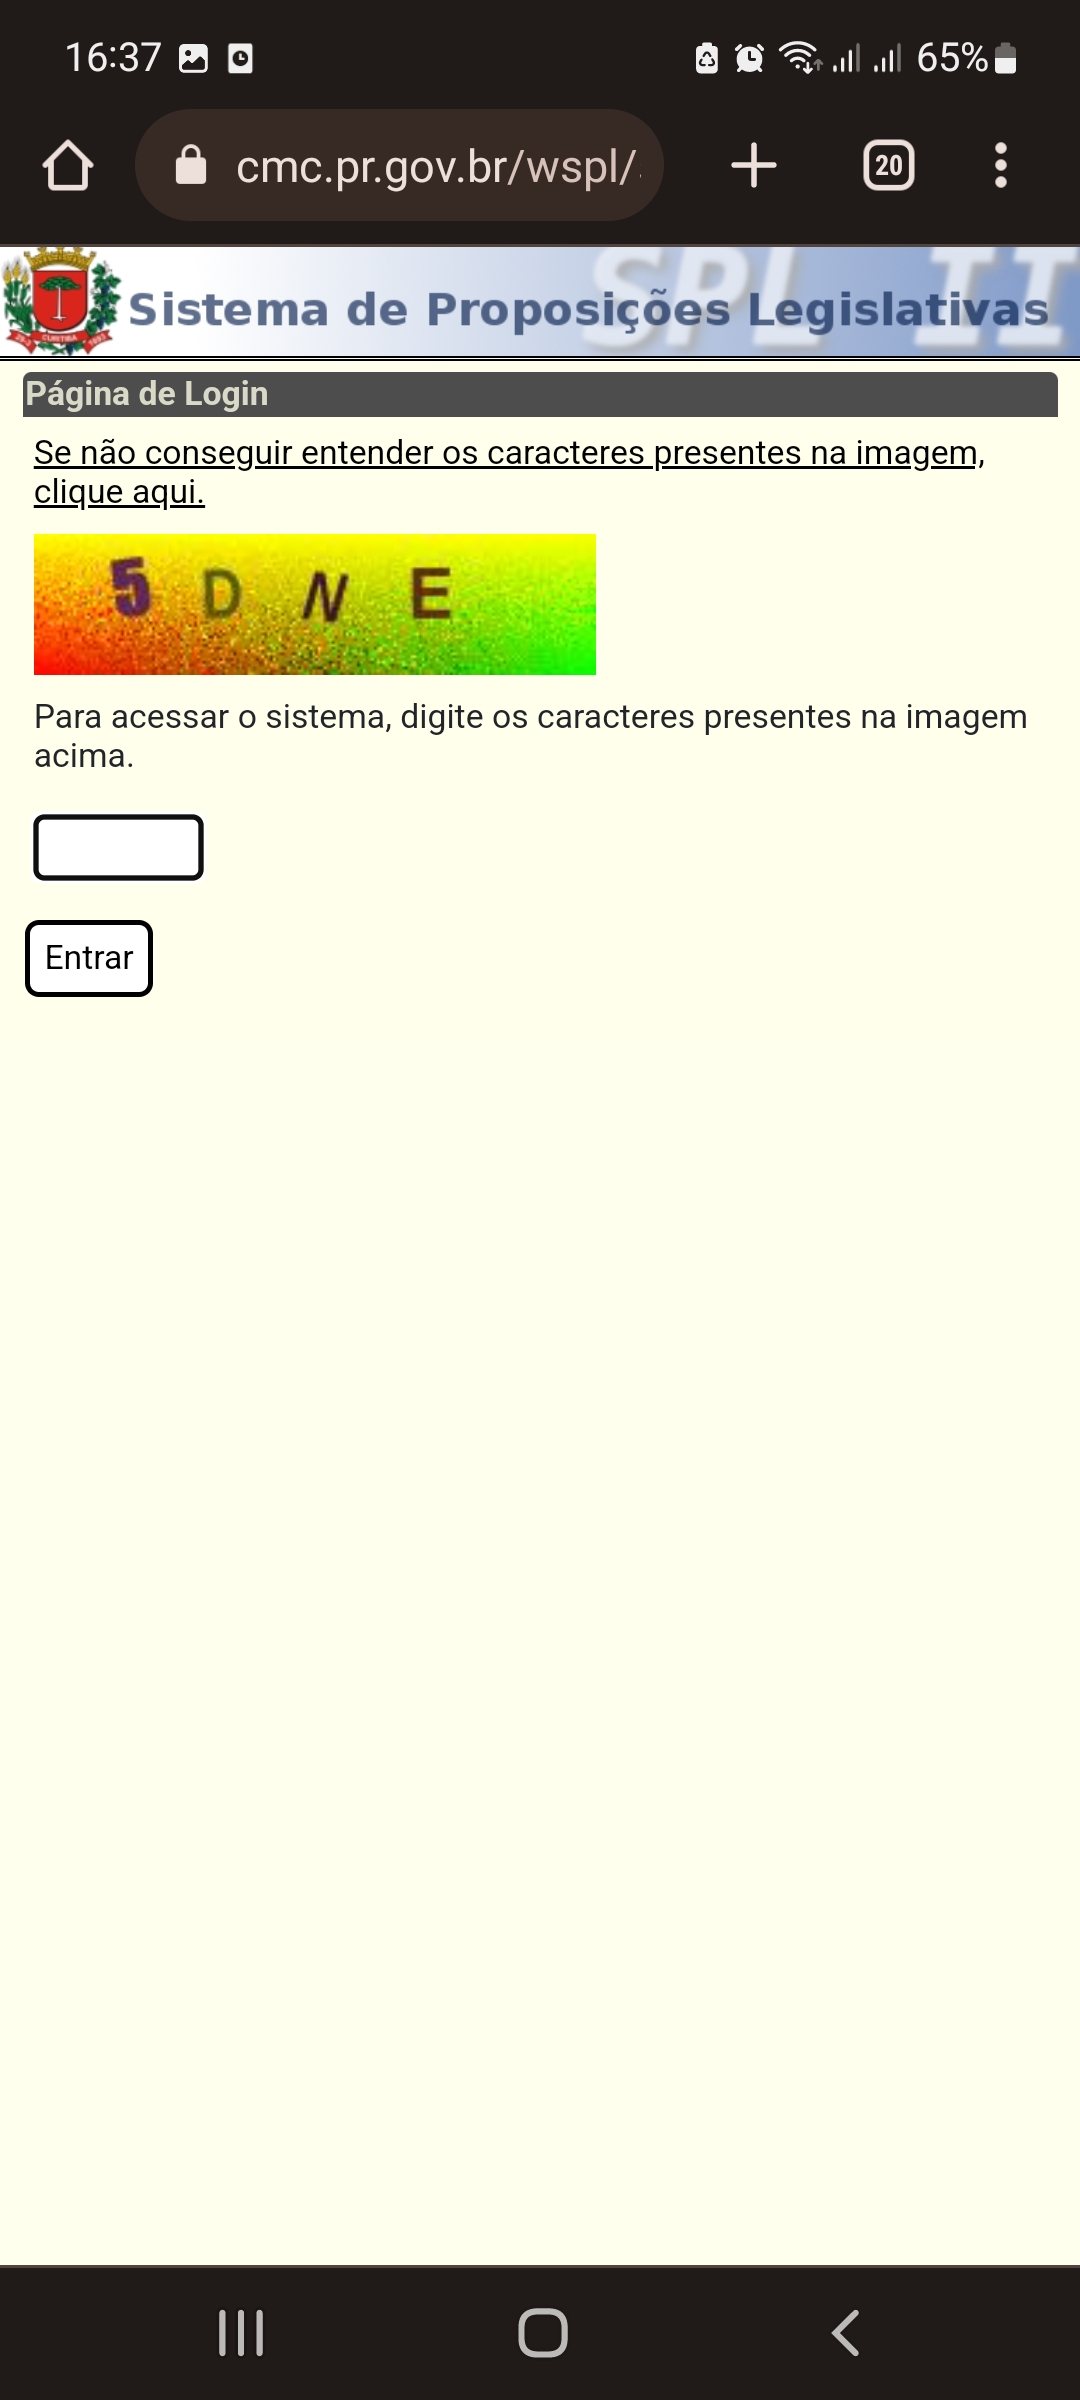 16:37 65%
cmc.pr.gov.br/wspl/
20
SPL II
Sistema de Proposições Legislativas
Página de Login
Se não conseguir entender os caracteres presentes na imagem,
clique aqui.
5 D N E
Para acessar o sistema, digite os caracteres presentes na imagem
acima.
Entrar